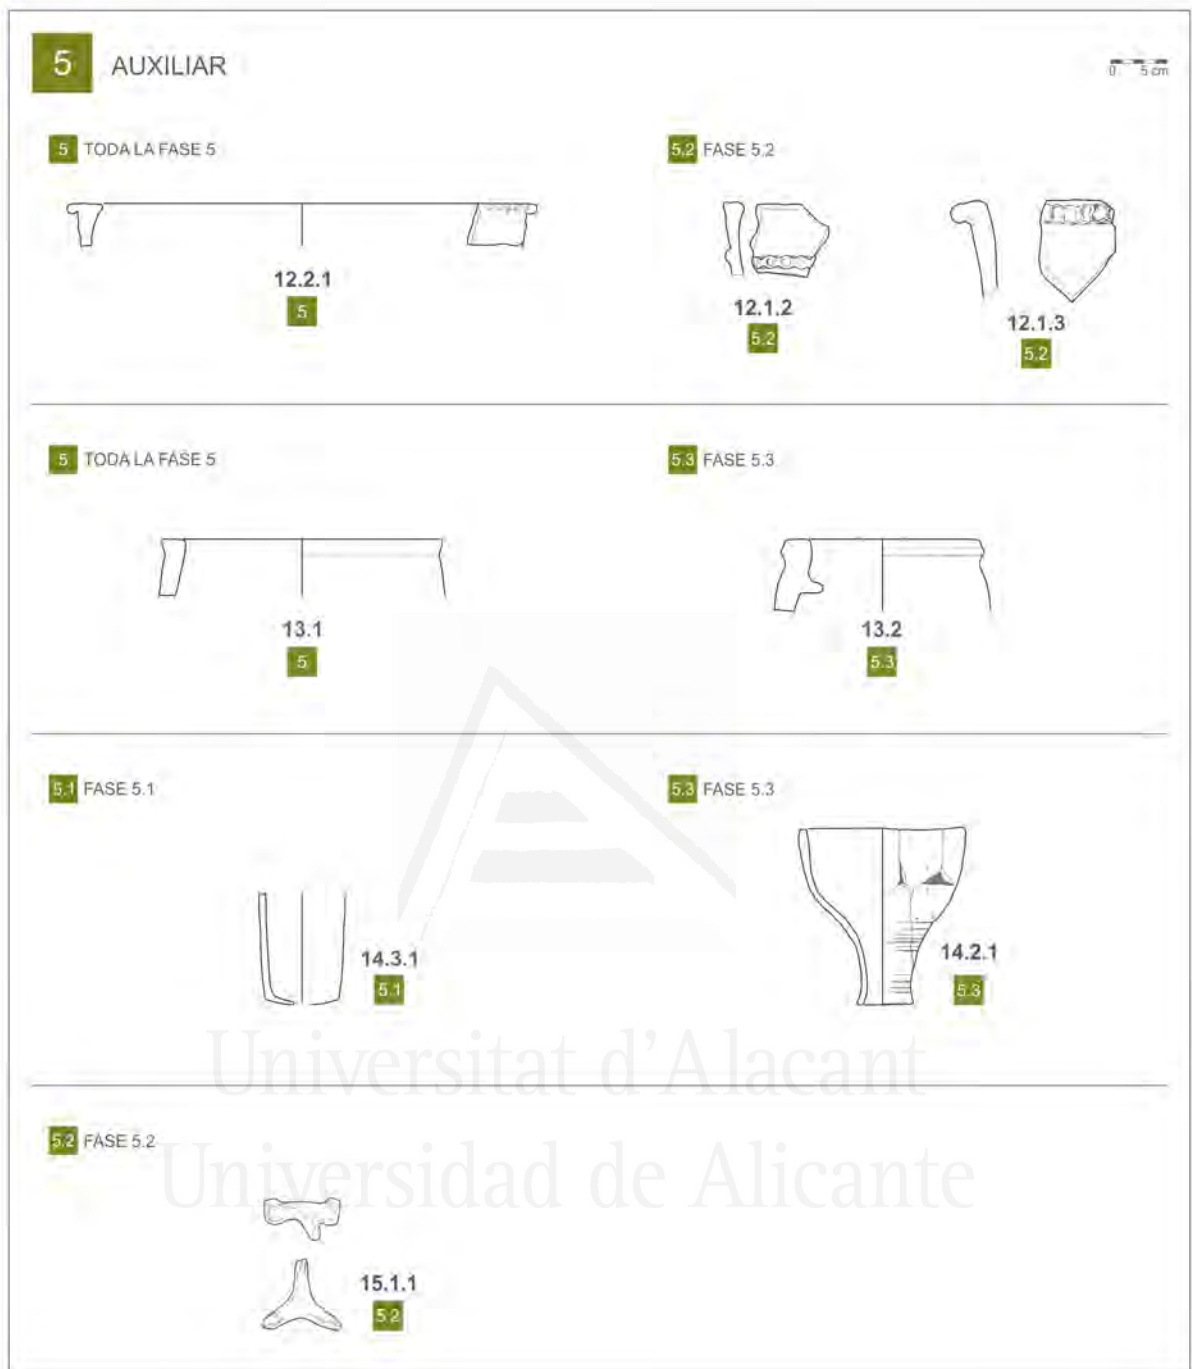 5 AUXILIAR
0 5 cm
5 TODA LA FASE 5
5.2 FASE 5.2
12.2.1
5
12.1.2
5.2
12.1.3
5.2
5 TODA LA FASE 5
5.3 FASE 5.3
13.1
5
13.2
5.3
5.1 FASE 5.1
5.3 FASE 5.3
14.3.1
5.1
14.2.1
5.3
Universitat d'Alacant
Universidad de Alicante
5.2 FASE 5.2
15.1.1
5.2